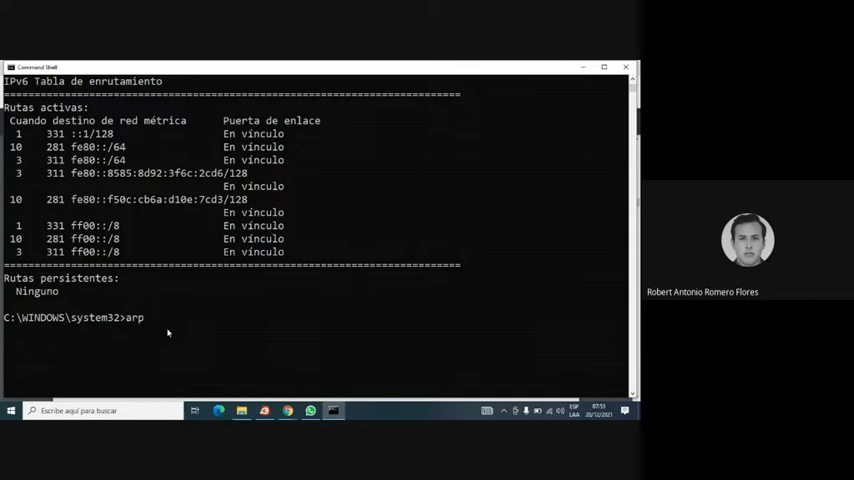 Command Shell
IPv6 Tabla de enrutamiento
===========================================================================
Rutas activas:
Cuando destino de red métrica Puerta de enlace
1 331 ::1/128 En vínculo
10 281 fe80::/64 En vínculo
3 311 fe80::/64 En vínculo
3 311 fe80::8585:8d92:3f6c:2cd6/128
En vínculo
10 281 fe80::f50c:cb6a:d10e:7cd3/128
En vínculo
1 331 ff00::/8 En vínculo
10 281 ff00::/8 En vínculo
3 311 ff00::/8 En vínculo
===========================================================================
Rutas persistentes:
Ninguno
C:\WINDOWS\system32>arp
Robert Antonio Romero Flores
Escribe aquí para buscar
ESP
LAA
07:53
20/12/2021